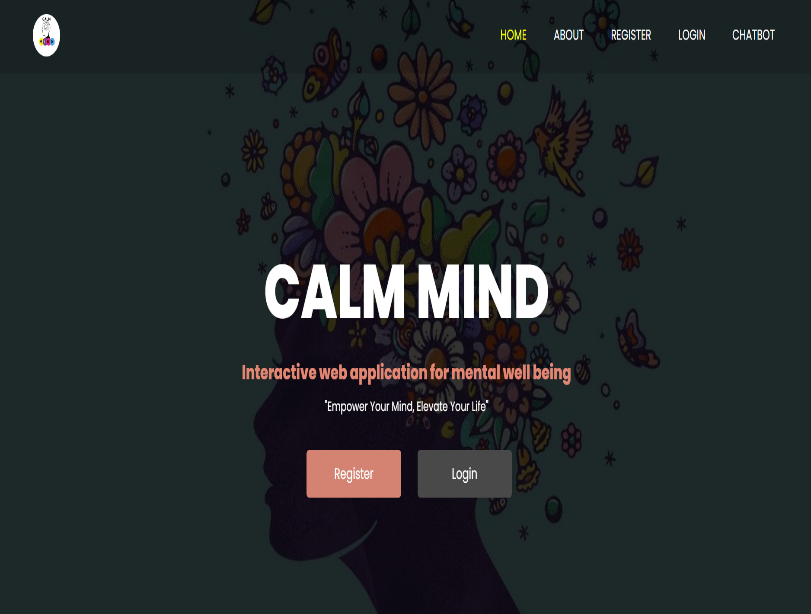 CALM
HOME ABOUT REGISTER LOGIN CHATBOT
CALM MIND
Interactive web application for mental well being
"Empower Your Mind, Elevate Your Life"
Register Login